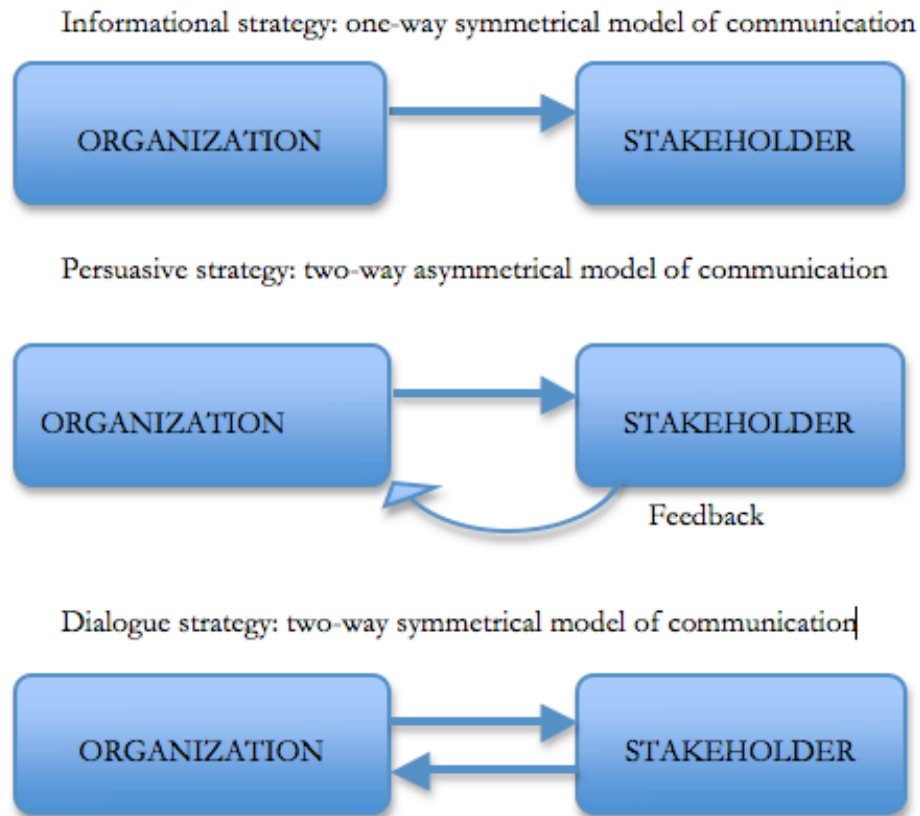 Informational strategy: one-way symmetrical model of communication
ORGANIZATION
STAKEHOLDER
Persuasive strategy: two-way asymmetrical model of communication
ORGANIZATION
STAKEHOLDER
Feedback
Dialogue strategy: two-way symmetrical model of communication
ORGANIZATION
STAKEHOLDER